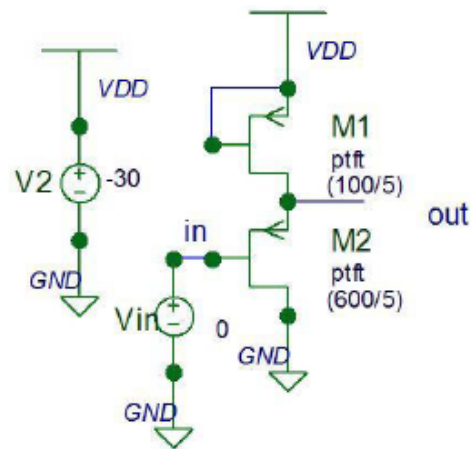 VDD
VDD
V2
+
-30
−
GND
M1
ptft
(100/5)
out
in
M2
ptft
(600/5)
Vin
+
−
0
GND
GND